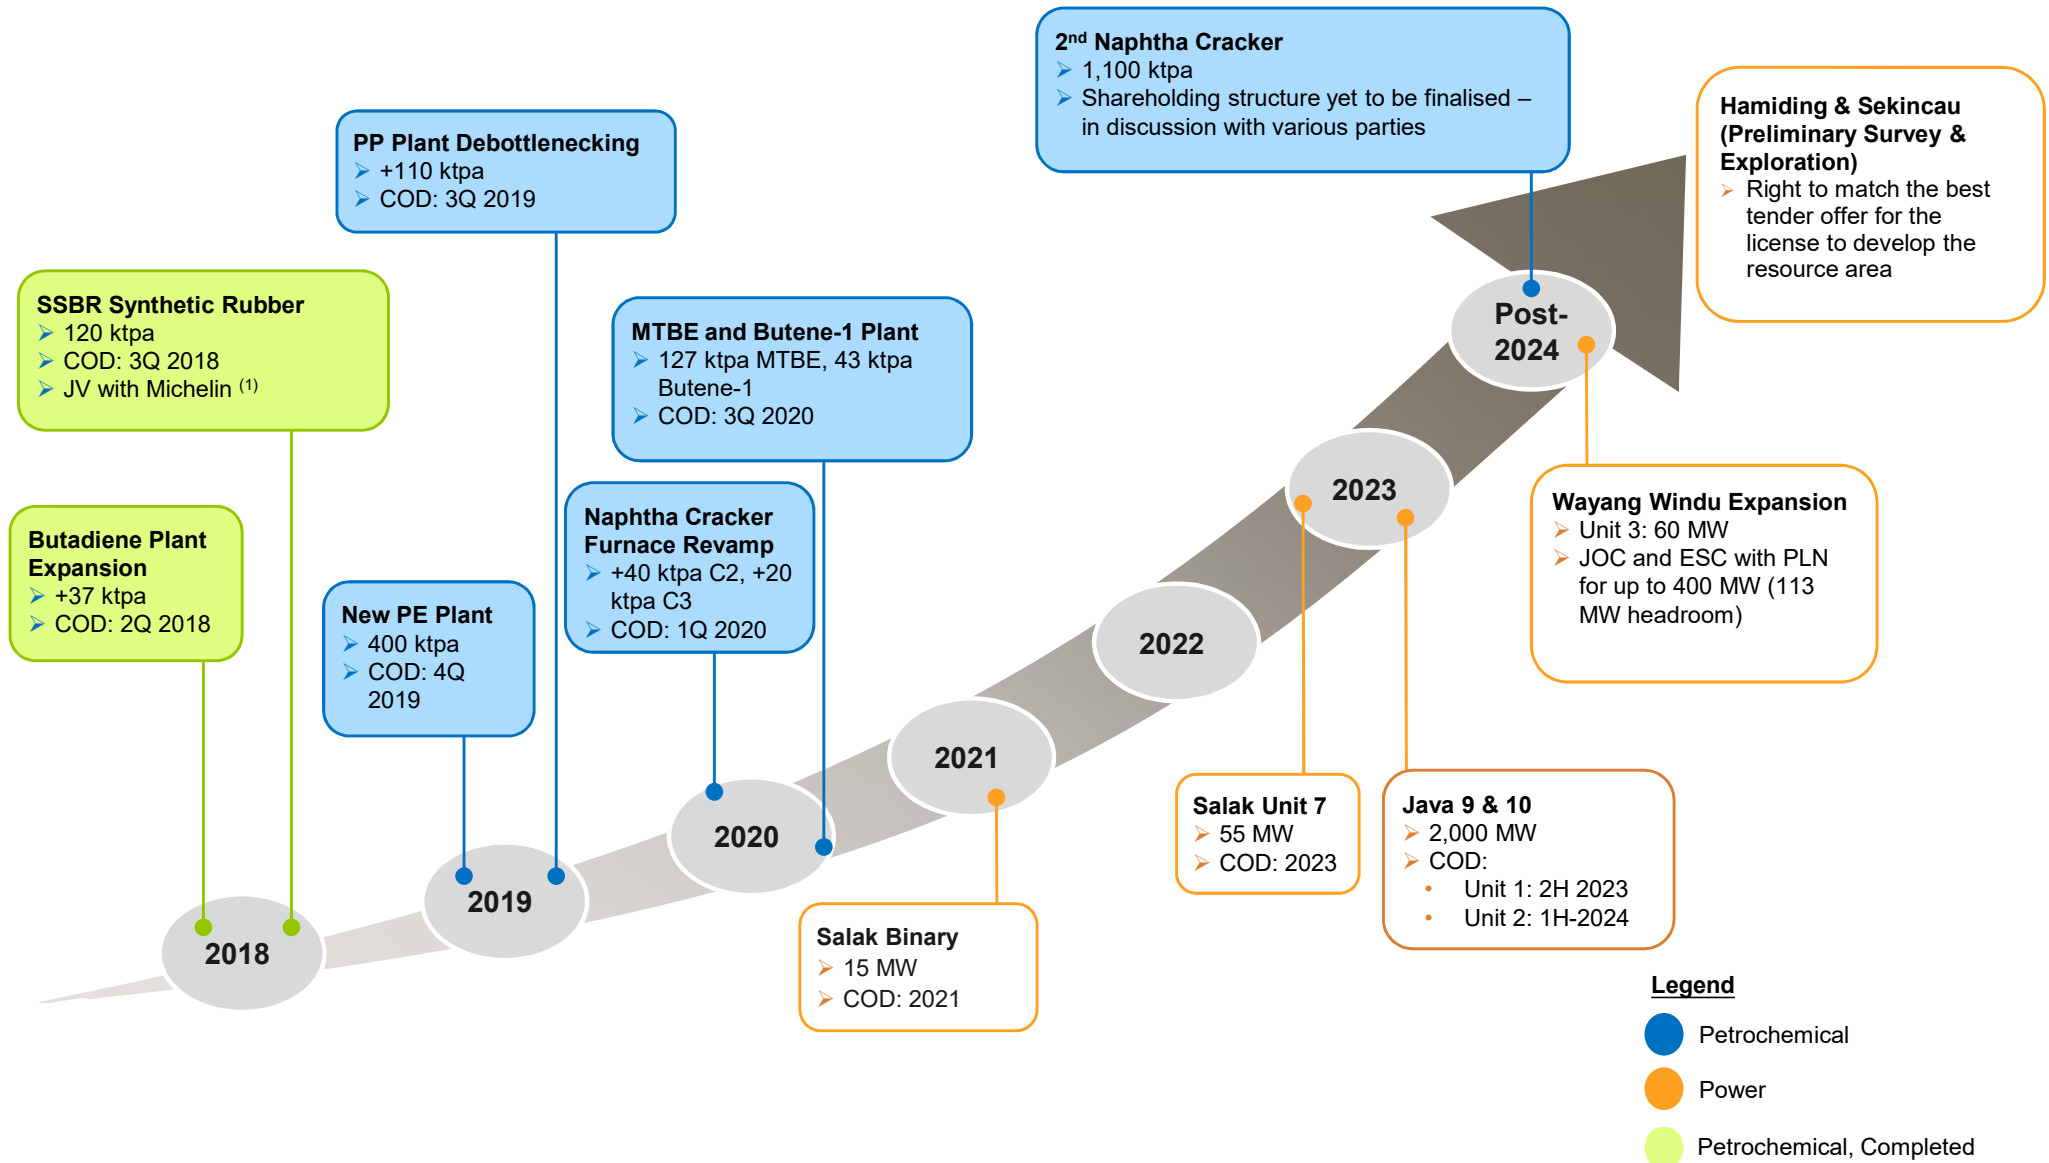 2nd Naphtha Cracker
1,100 ktpa
Shareholding structure yet to be finalised –
in discussion with various parties
Hamiding & Sekincau
(Preliminary Survey &
Exploration)
Right to match the best
tender offer for the
license to develop the
resource area
PP Plant Debottlenecking
+110 ktpa
COD: 3Q 2019
SSBR Synthetic Rubber
120 ktpa
COD: 3Q 2018
JV with Michelin (1)
MTBE and Butene-1 Plant
127 ktpa MTBE, 43 ktpa
Butene-1
COD: 3Q 2020
Butadiene Plant
Expansion
+37 ktpa
COD: 2Q 2018
New PE Plant
400 ktpa
COD: 4Q
2019
Naphtha Cracker
Furnace Revamp
+40 ktpa C2, +20
ktpa C3
COD: 1Q 2020
Wayang Windu Expansion
Unit 3: 60 MW
JOC and ESC with PLN
for up to 400 MW (113
MW headroom)
2018
2019
2020
2021
2022
2023
Post-
2024
Salak Binary
15 MW
COD: 2021
Salak Unit 7
55 MW
COD: 2023
Java 9 & 10
2,000 MW
COD:
• Unit 1: 2H 2023
• Unit 2: 1H-2024
Legend
Petrochemical
Power
Petrochemical, Completed